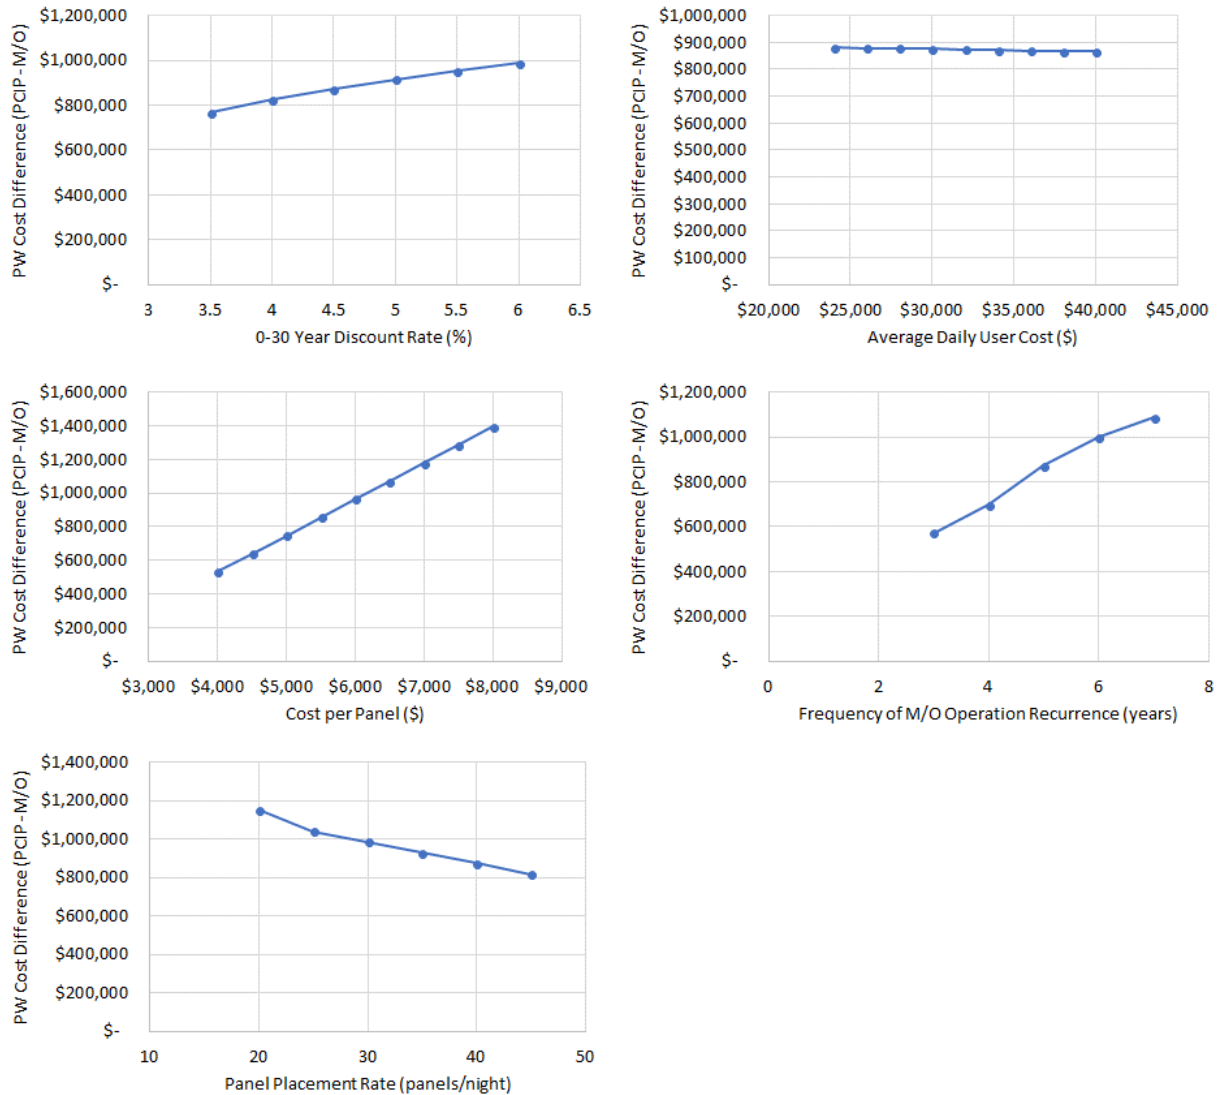 PW Cost Difference (PCIP - M/O)
$1,200,000
$1,000,000
$800,000
$600,000
$400,000
$200,000
$-
3 3.5 4 4.5 5 5.5 6 6.5
0-30 Year Discount Rate (%)
PW Cost Difference (PCIP - M/O)
$1,000,000
$900,000
$800,000
$700,000
$600,000
$500,000
$400,000
$300,000
$200,000
$100,000
$-
$20,000 $25,000 $30,000 $35,000 $40,000 $45,000
Average Daily User Cost ($)
PW Cost Difference (PCIP - M/O)
$1,600,000
$1,400,000
$1,200,000
$1,000,000
$800,000
$600,000
$400,000
$200,000
$-
$3,000 $4,000 $5,000 $6,000 $7,000 $8,000 $9,000
Cost per Panel ($)
PW Cost Difference (PCIP - M/O)
$1,200,000
$1,000,000
$800,000
$600,000
$400,000
$200,000
$-
0 2 4 6 8
Frequency of M/O Operation Recurrence (years)
PW Cost Difference (PCIP - M/O)
$1,400,000
$1,200,000
$1,000,000
$800,000
$600,000
$400,000
$200,000
$-
10 20 30 40 50
Panel Placement Rate (panels/night)